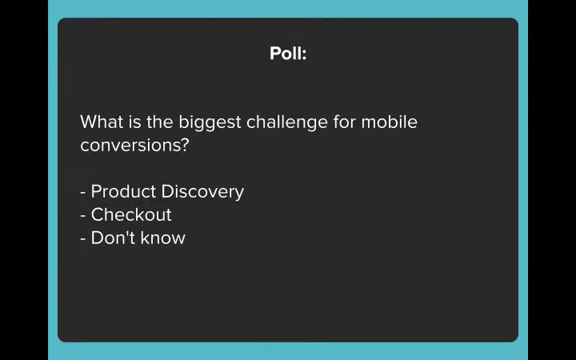 Poll:
What is the biggest challenge for mobile
conversions?
- Product Discovery
- Checkout
- Don't know